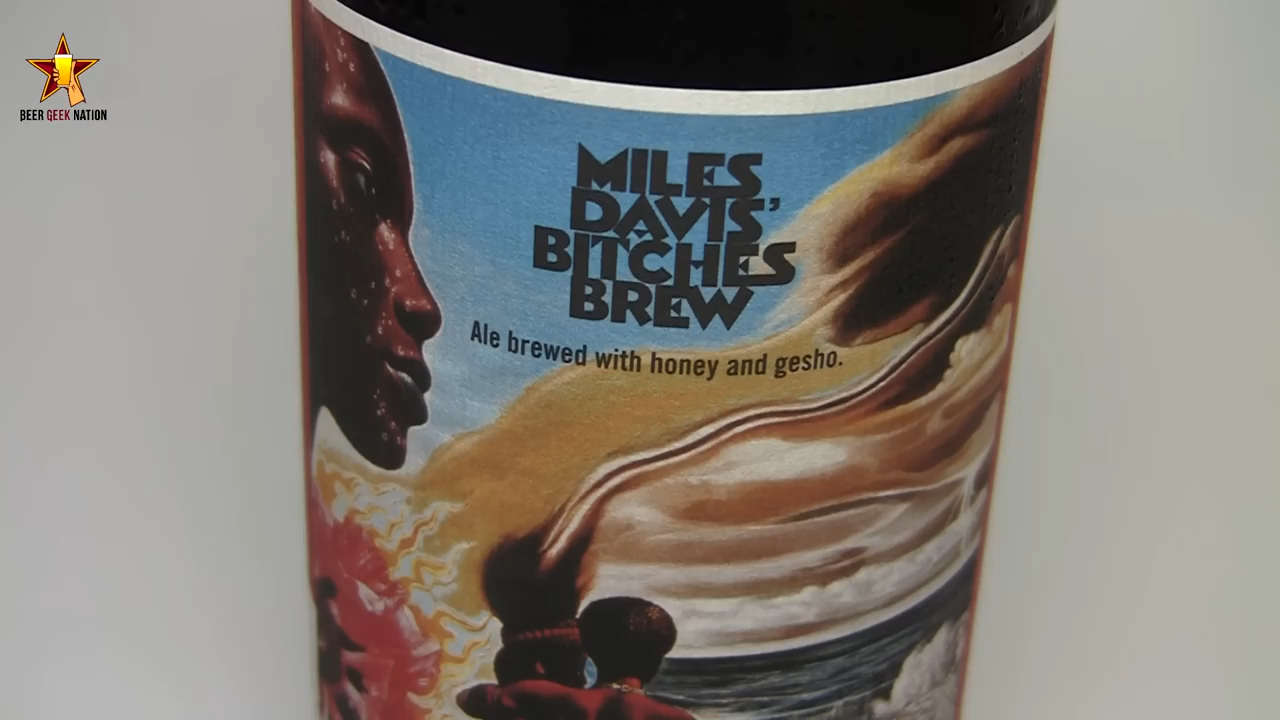 BEER GEEK NATION
MILES
DAVIS'
BITCHES
BREW
Ale brewed with honey and gesho.